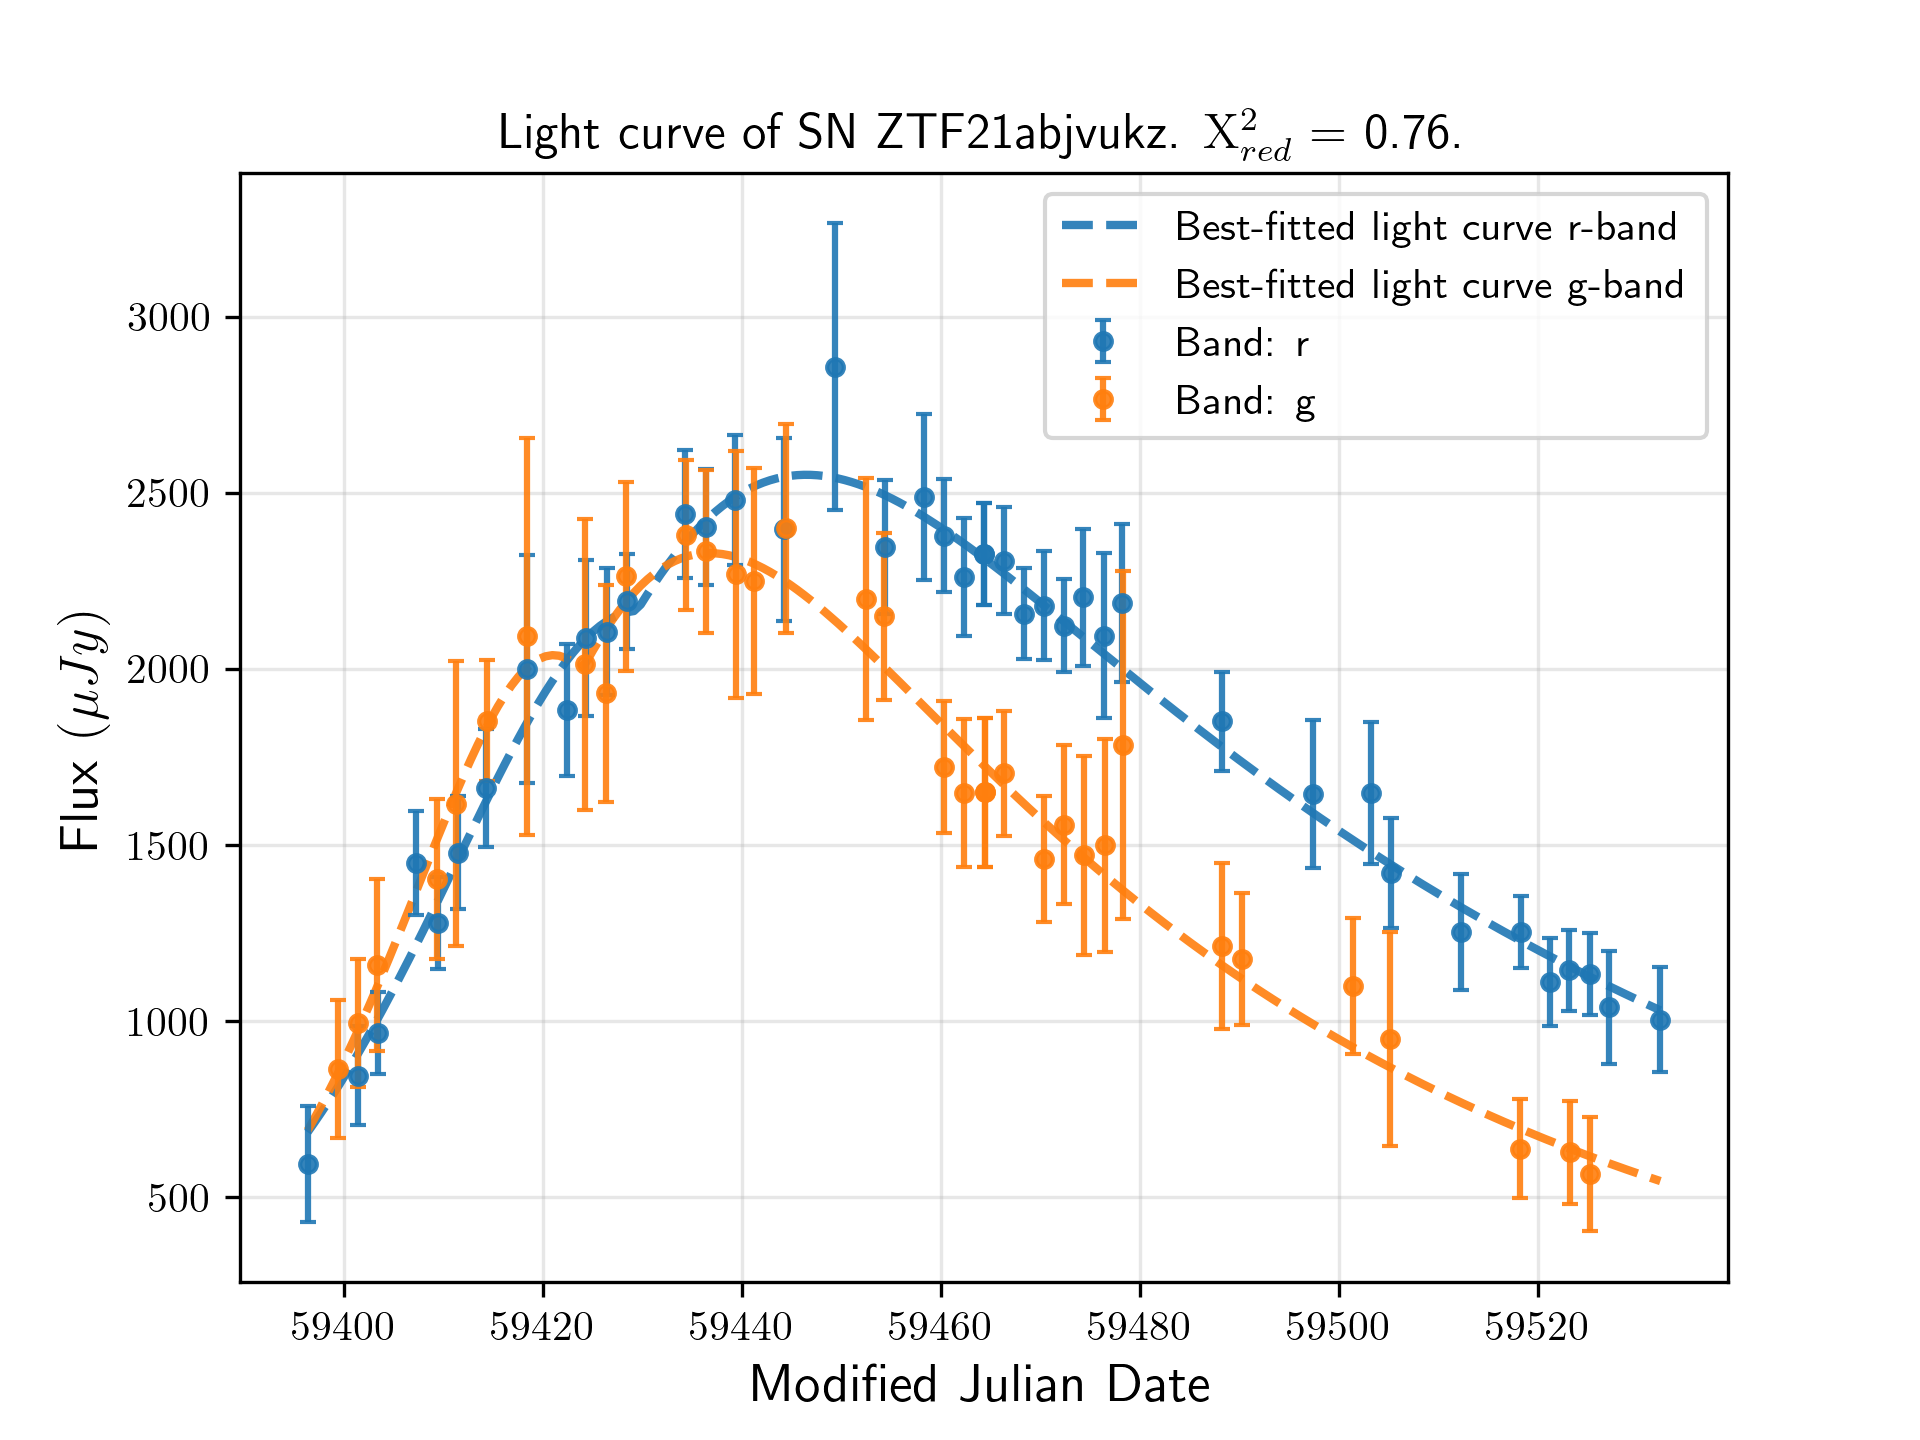 Light curve of SN ZTF21abjvukz. X²_red = 0.76.
Best-fitted light curve r-band
Best-fitted light curve g-band
Band: r
Band: g
Flux (μJy)
3000
2500
2000
1500
1000
500
59400 59420 59440 59460 59480 59500 59520
Modified Julian Date